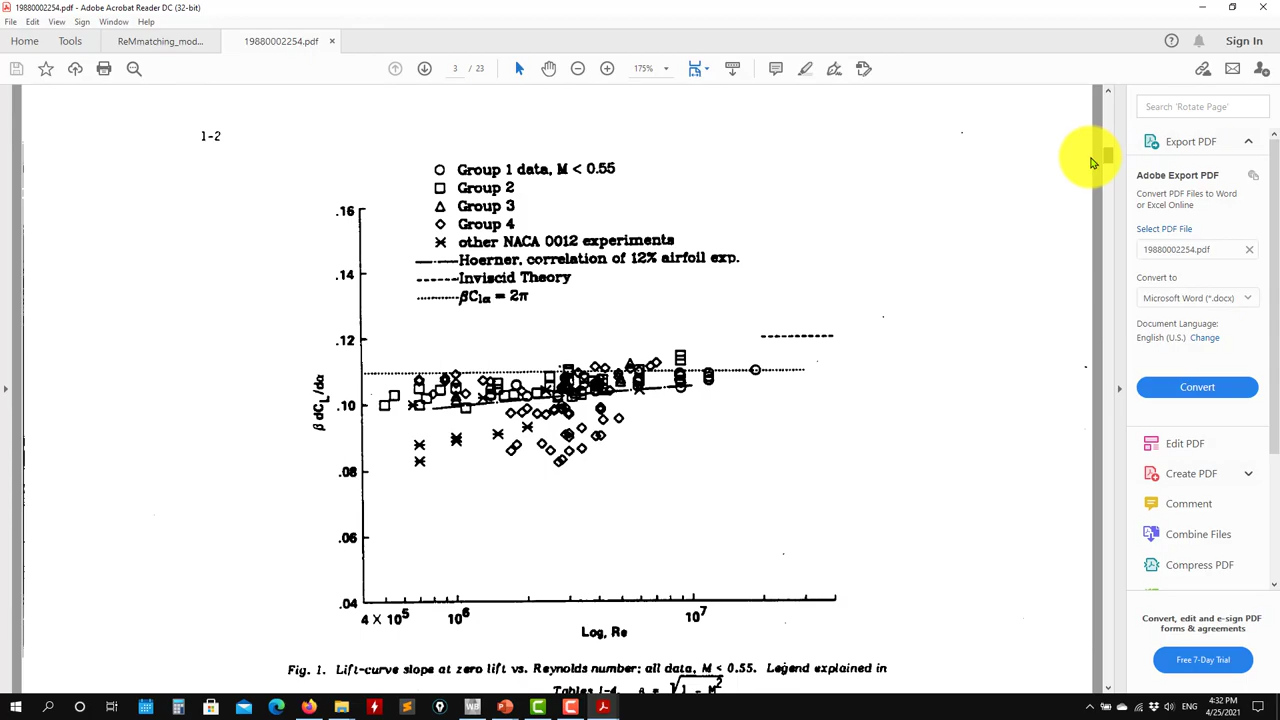 19880002254.pdf - Adobe Acrobat Reader DC (32-bit)
File Edit View Sign Window Help
Home Tools ReMmatching_mod... 19880002254.pdf × Sign In
3 / 23 175%
1-2
Group 1 data, M < 0.55
Group 2
Group 3
Group 4
other NACA 0012 experiments
Hoerner, correlation of 12% airfoil exp.
Inviscid Theory
βClα = 2π
.16
.14
.12
.10
.08
.06
.04
β dCL/dα
4 X 10⁵ 10⁶ 10⁷
Log, Re
Fig. 1. Lift-curve slope at zero lift vs. Reynolds number; all data, M < 0.55. Legend explained in
Tables 1-4.
Search 'Rotate Page'
Export PDF
Adobe Export PDF
Convert PDF Files to Word
or Excel Online
Select PDF File
19880002254.pdf
Convert to
Microsoft Word (*.docx)
Document Language:
English (U.S.) Change
Convert
Edit PDF
Create PDF
Comment
Combine Files
Compress PDF
Convert, edit and e-sign PDF
forms & agreements
Free 7-Day Trial
4:32 PM
4/25/2021